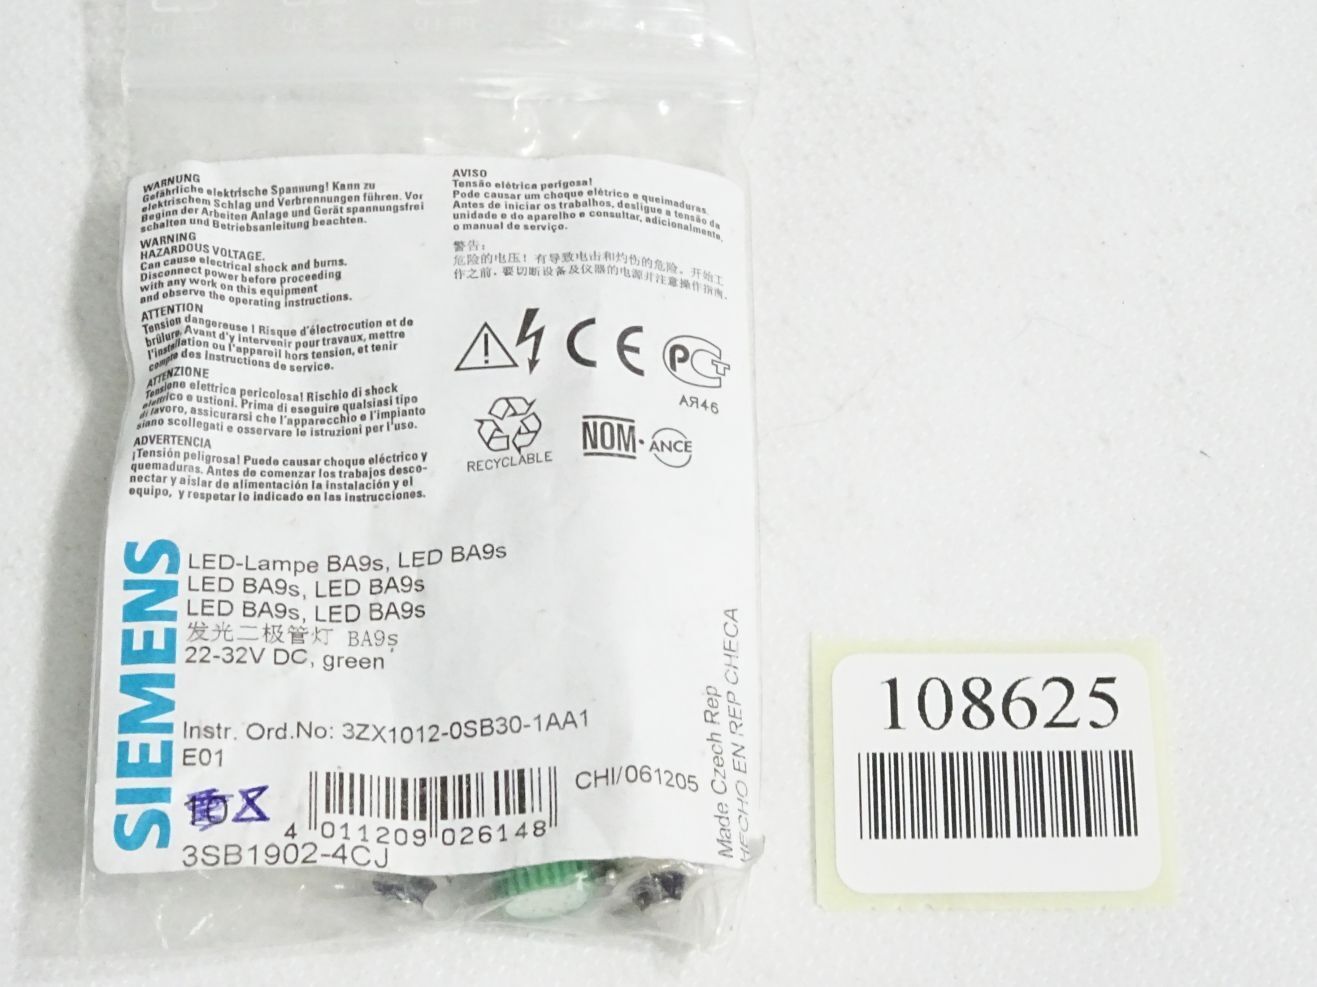 WARNUNG
Gefährliche elektrische Spannung! Kann zu
elektrischem Schlag und Verbrennungen führen. Vor
Beginn der Arbeiten Anlage und Gerät spannungsfrei
schalten und Betriebsanleitung beachten.
WARNING
HAZARDOUS VOLTAGE.
Can cause electrical shock and burns.
Disconnect power before proceeding
with any work on this equipment
and observe the operating instructions.
ATTENTION
Tension dangereuse ! Risque d'électrocution et de
brûlure. Avant d'y intervenir pour travaux, mettre
l'installation ou l'appareil hors tension, et tenir
compte des instructions de service.
ATTENZIONE
Tensione elettrica pericolosa! Rischio di shock
elettrico e ustioni. Prima di eseguire qualsiasi tipo
di lavoro, assicurarsi che l'apparecchio e l'impianto
siano scollegati e osservare le istruzioni per l'uso.
ADVERTENCIA
¡Tensión peligrosa! Puede causar choque eléctrico y
quemaduras. Antes de comenzar los trabajos desco-
nectar y aislar de alimentación la instalación y el
equipo, y respetar lo indicado en las instrucciones.
AVISO
Tensão elétrica perigosa!
Pode causar um choque elétrico e queimaduras.
Antes de iniciar os trabalhos, desligue a tensão da
unidade e do aparelho e consultar, adicionalmente,
o manual de serviço.
警告:
危险的电压! 有导致电击和灼伤的危险。开始工
作之前,要切断设备及仪器的电源并注意操作指南.
CE
PCT
АЯ46
RECYCLABLE
NOM·ANCE
SIEMENS
LED-Lampe BA9s, LED BA9s
LED BA9s, LED BA9s
LED BA9s, LED BA9s
发光二极管灯 BA9s
22-32V DC, green
Instr. Ord.No: 3ZX1012-0SB30-1AA1
E01
CHI/061205
4 011209 026148
3SB1902-4CJ
Made Czech Rep
HECHO EN REP CHECA
108625